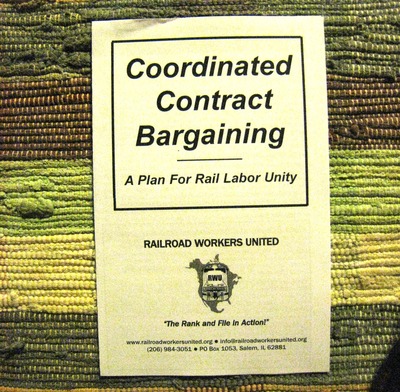 Coordinated
Contract
Bargaining
A Plan For Rail Labor Unity
RAILROAD WORKERS UNITED
RWU
"The Rank and File in Action!"
www.railroadworkersunited.org ● info@railroadworkersunited.org
(206) 984-3051 ● PO Box 1053, Salem, IL 62881